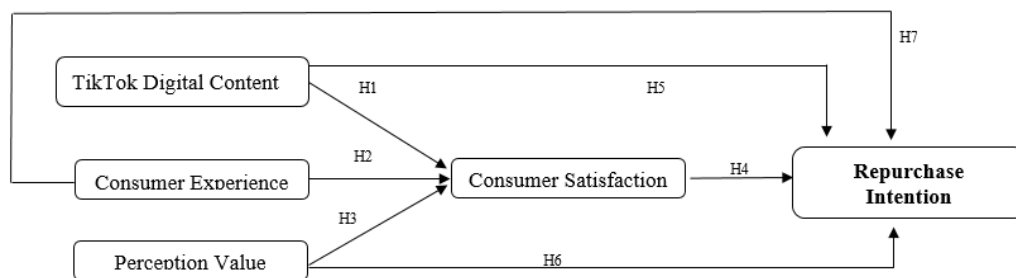 H7
TikTok Digital Content
H1
H5
H2
Consumer Experience
Consumer Satisfaction
H4
Repurchase
Intention
H3
Perception Value
H6